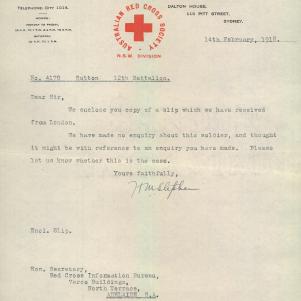 TELEPHONE: CITY 1036.
DALTON HOUSE,
115 PITT STREET,
SYDNEY.
AUSTRALIAN RED CROSS SOCIETY
N.S.W. DIVISION
14th February, 1918.
No. 4170 Hutton 12th Battalion.
Dear Sir,
We enclose you copy of a slip which we have received
from London.
We have made no enquiry about this soldier, and thought
it might be with reference to an enquiry you have made. Please
let us know whether this is the case.
Yours faithfully,
Encl. Slip.
Hon. Secretary,
Red Cross Information Bureau,
Verco Buildings,
North Terrace,
ADELAIDE S.A.